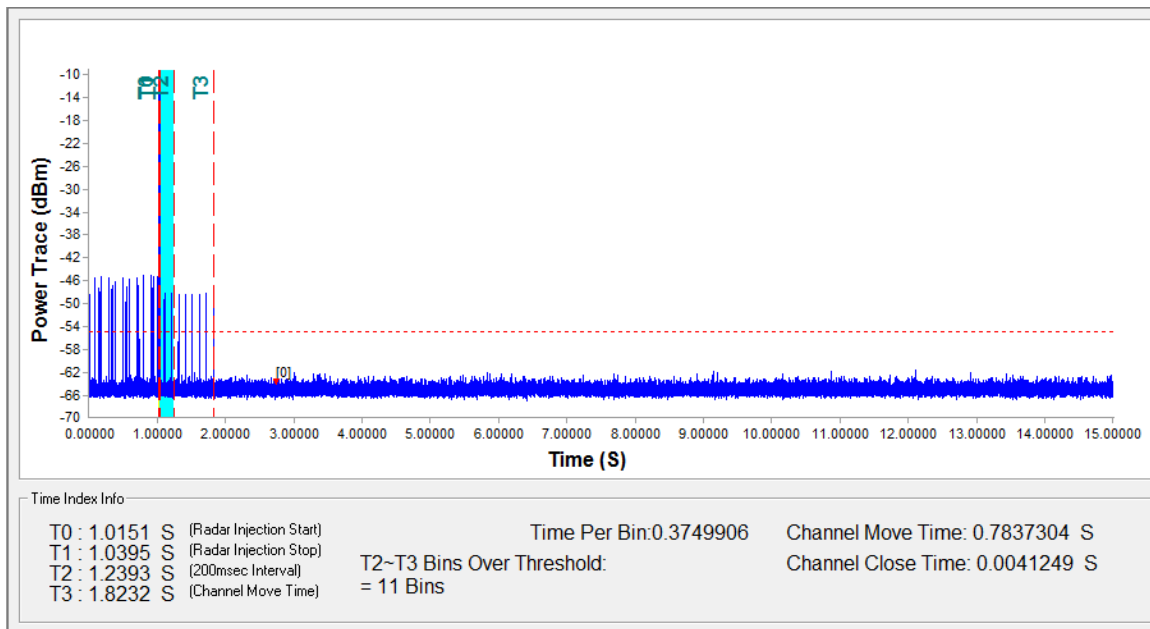 Power Trace (dBm)
-10
-14
-18
-22
-26
-30
-34
-38
-42
-46
-50
-54
-58
-62
-66
-70
T2
T3
[0]
0.00000 1.00000 2.00000 3.00000 4.00000 5.00000 6.00000 7.00000 8.00000 9.00000 10.00000 11.00000 12.00000 13.00000 14.00000 15.00000
Time (S)
Time Index Info
T0 : 1.0151 S (Radar Injection Start)
T1 : 1.0395 S (Radar Injection Stop)
T2 : 1.2393 S (200msec Interval)
T3 : 1.8232 S (Channel Move Time)
Time Per Bin:0.3749906
T2~T3 Bins Over Threshold:
= 11 Bins
Channel Move Time: 0.7837304 S
Channel Close Time: 0.0041249 S